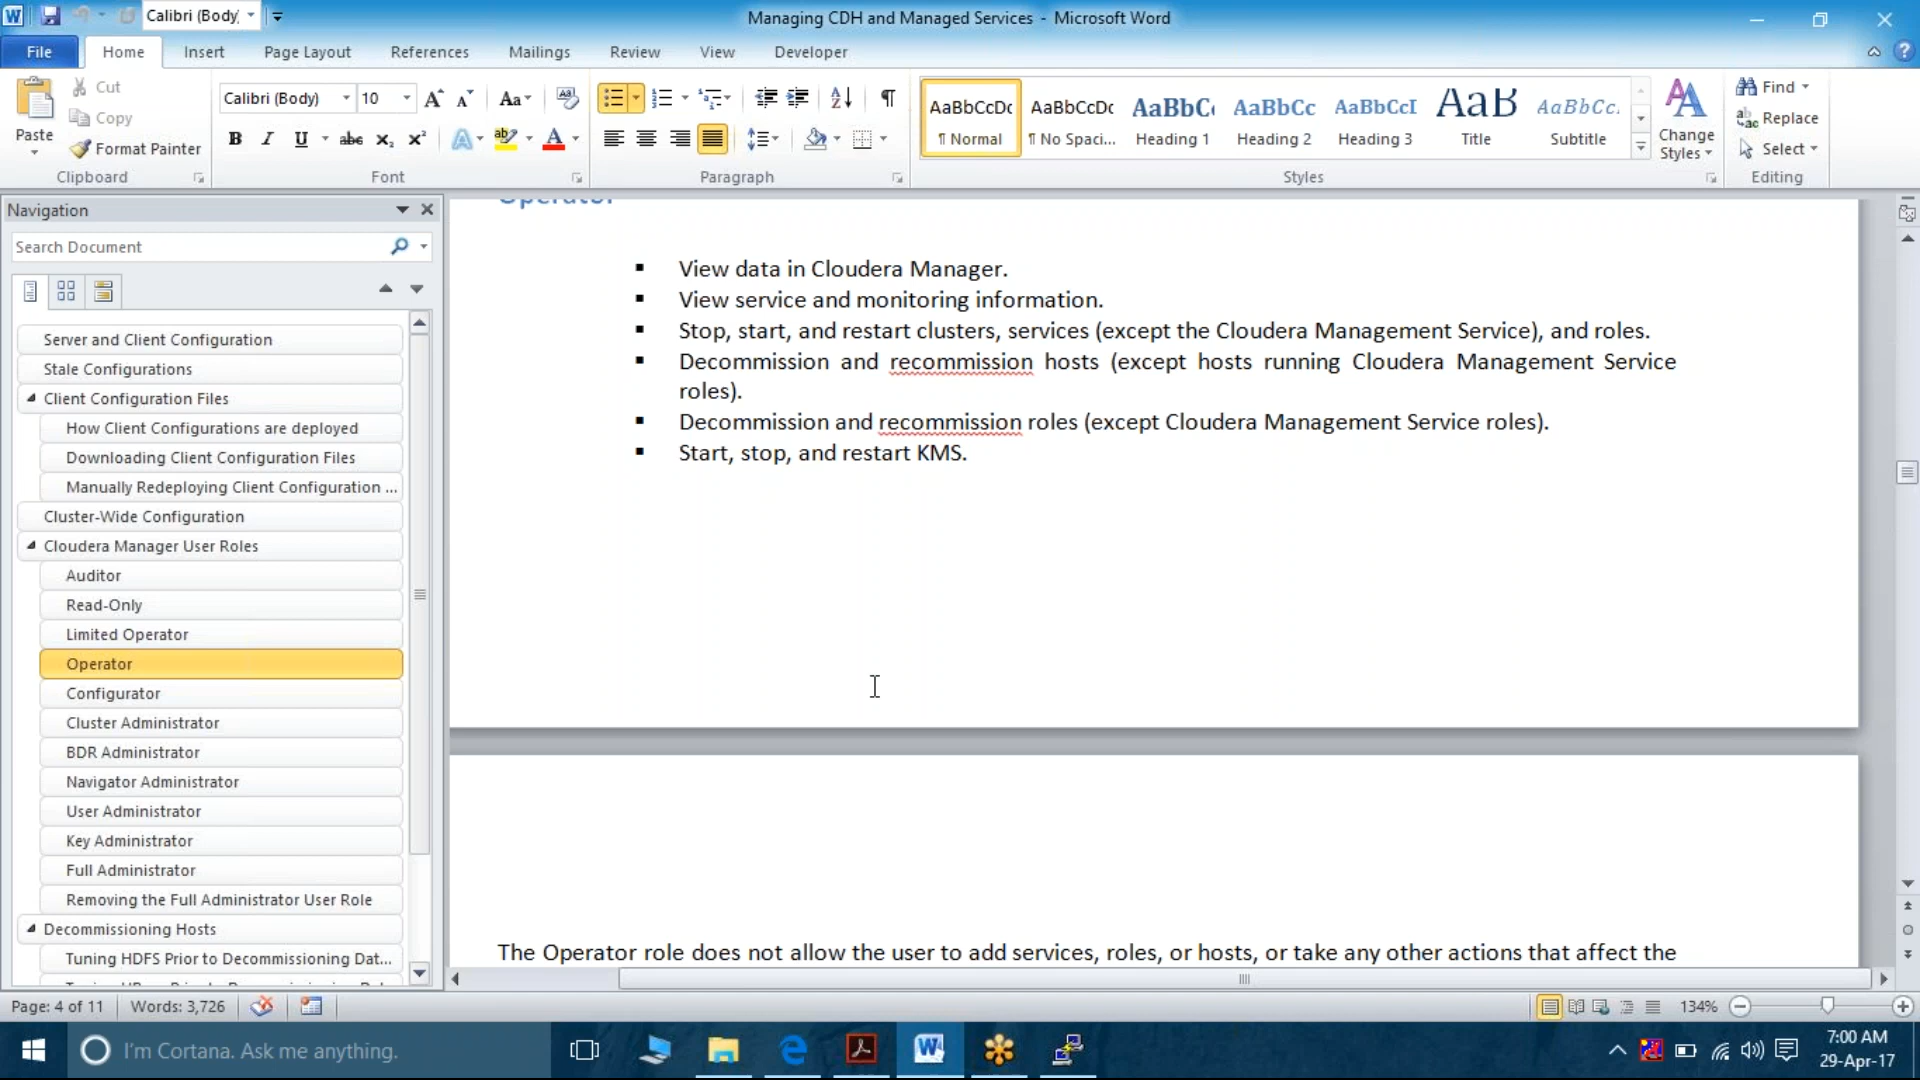 Calibri (Body)
Managing CDH and Managed Services - Microsoft Word
File Home Insert Page Layout References Mailings Review View Developer
Paste
Cut
Copy
Format Painter
Calibri (Body) 10
Aa
B I U abc X₂ X²
AaBbCcDc AaBbCcDc AaBbC AaBbCc AaBbCcI AaB AaBbCc.
¶ Normal ¶ No Spaci... Heading 1 Heading 2 Heading 3 Title Subtitle
Change
Styles
Find
Replace
Select
Clipboard Font Paragraph Styles Editing
Navigation
Search Document
Server and Client Configuration
Stale Configurations
Client Configuration Files
How Client Configurations are deployed
Downloading Client Configuration Files
Manually Redeploying Client Configuration ...
Cluster-Wide Configuration
Cloudera Manager User Roles
Auditor
Read-Only
Limited Operator
Operator
Configurator
Cluster Administrator
BDR Administrator
Navigator Administrator
User Administrator
Key Administrator
Full Administrator
Removing the Full Administrator User Role
Decommissioning Hosts
Tuning HDFS Prior to Decommissioning Dat...
Operator
▪ View data in Cloudera Manager.
▪ View service and monitoring information.
▪ Stop, start, and restart clusters, services (except the Cloudera Management Service), and roles.
▪ Decommission and recommission hosts (except hosts running Cloudera Management Service
roles).
▪ Decommission and recommission roles (except Cloudera Management Service roles).
▪ Start, stop, and restart KMS.
The Operator role does not allow the user to add services, roles, or hosts, or take any other actions that affect the
Page: 4 of 11 Words: 3,726
134%
I'm Cortana. Ask me anything.
7:00 AM
29-Apr-17